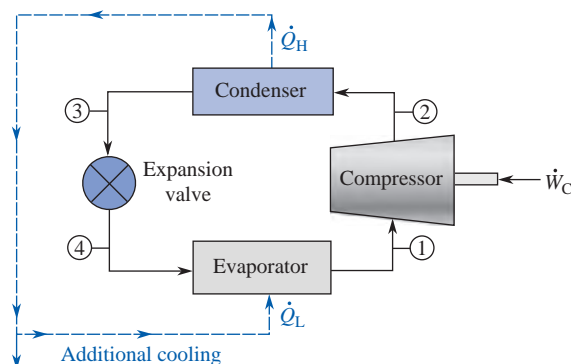 Q̇H
Condenser
③
②
Expansion
valve
Compressor
ẆC
④
Evaporator
①
Q̇L
Additional cooling